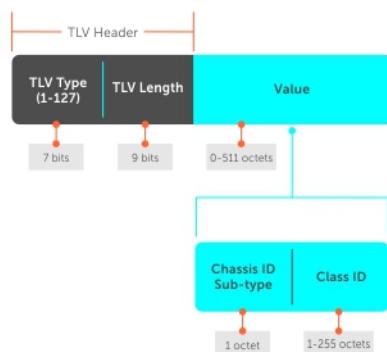 TLV Header
TLV Type
(1-127)
TLV Length
Value
7 bits
9 bits
0-511 octets
Chassis ID
Sub-type
Class ID
1 octet
1-255 octets